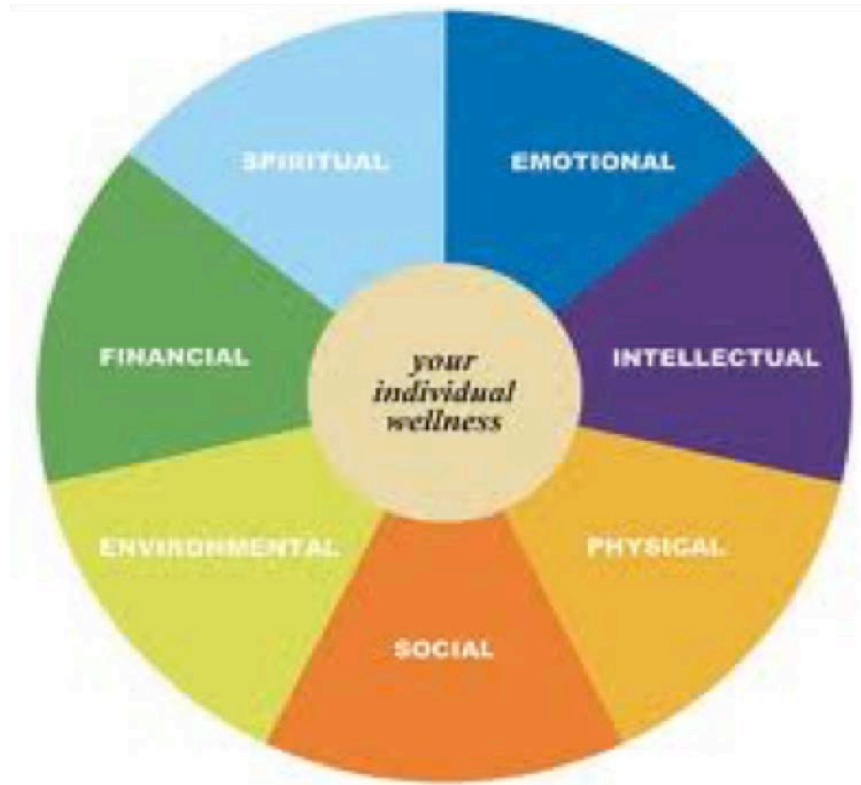 SPIRITUAL
EMOTIONAL
FINANCIAL
your
individual
wellness
INTELLECTUAL
ENVIRONMENTAL
PHYSICAL
SOCIAL